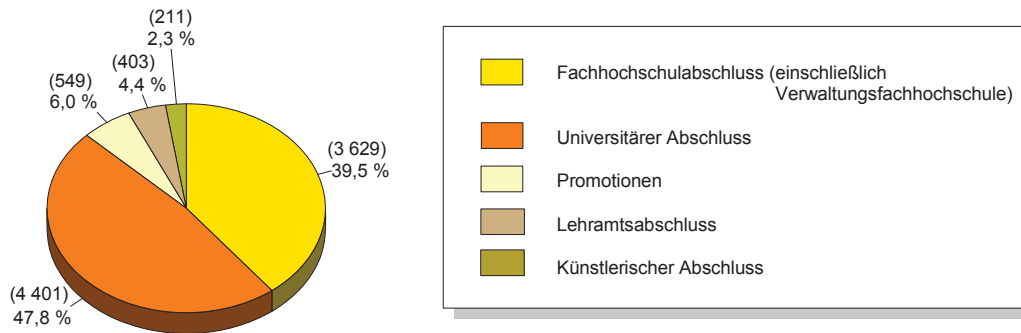 (211)
2,3 %
(403)
4,4 %
(549)
6,0 %
(3 629)
39,5 %
(4 401)
47,8 %
Fachhochschulabschluss (einschließlich
Verwaltungsfachhochschule)
Universitärer Abschluss
Promotionen
Lehramtsabschluss
Künstlerischer Abschluss